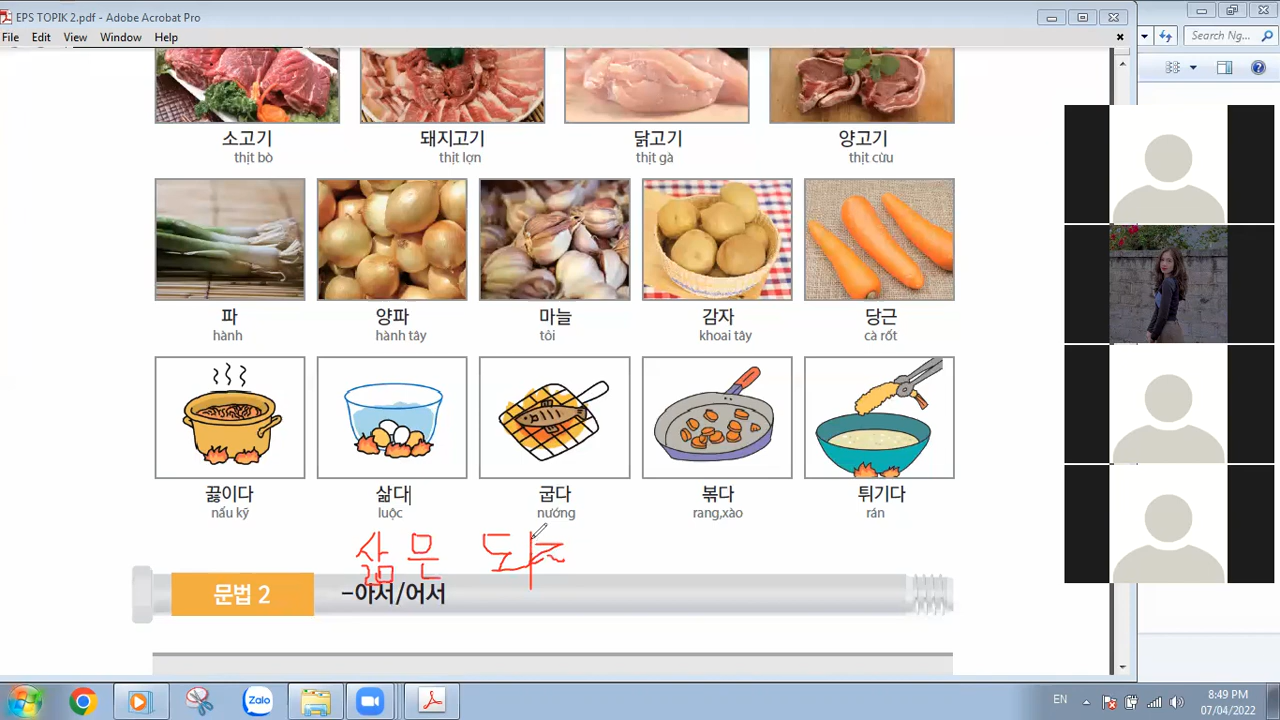 EPS TOPIK 2.pdf - Adobe Acrobat Pro
File Edit View Window Help
Search Ng...
소고기 돼지고기 닭고기 양고기
thịt bò thịt lợn thịt gà thịt cừu
파 양파 마늘 감자 당근
hành hành tây tỏi khoai tây cà rốt
끓이다 삶다 굽다 볶다 튀기다
nấu kỹ luộc nướng rang,xào rán
삶은
문법 2 -아서/어서
Zalo
EN
8:49 PM
07/04/2022